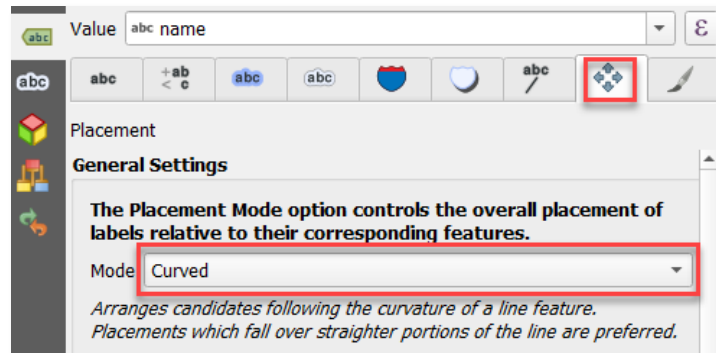 abc Value abc name ε
abc abc +ab < c abc abc abc
Placement
General Settings
The Placement Mode option controls the overall placement of
labels relative to their corresponding features.
Mode Curved
Arranges candidates following the curvature of a line feature.
Placements which fall over straighter portions of the line are preferred.